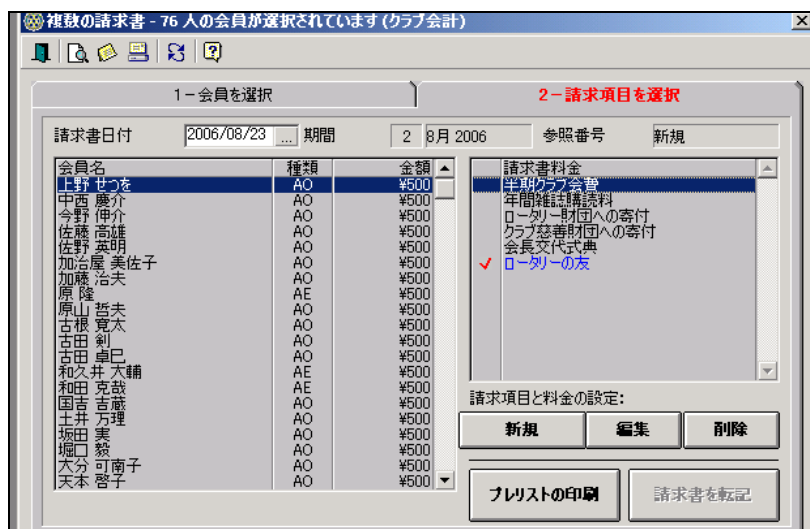 複数の請求書 - 76 人の会員が選択されています (クラブ会計)
1-会員を選択
2-請求項目を選択
請求書日付 2006/08/23 ... 期間 2 8月 2006 参照番号 新規
会員名 種類 金額
上野 せつを AO ¥500
中西 慶介 AO ¥500
今野 伸介 AO ¥500
佐藤 高雄 AO ¥500
佐野 英明 AO ¥500
加治屋 美佐子 AO ¥500
加藤 治夫 AO ¥500
原 隆 AE ¥500
原山 哲夫 AO ¥500
古根 寛太 AO ¥500
古田 剣 AO ¥500
古田 卓巳 AO ¥500
和久井 大輔 AE ¥500
和田 克哉 AE ¥500
国吉 吉蔵 AO ¥500
土井 万理 AO ¥500
坂田 実 AO ¥500
堀口 毅 AO ¥500
大分 可南子 AO ¥500
天本 啓子 AO ¥500
請求書料金
半期クラブ会費
年間雑誌購読料
ロータリー財団への寄付
クラブ慈善財団への寄付
会長交代式典
ロータリーの友
請求項目と料金の設定:
新規 編集 削除
プレリストの印刷 請求書を転記